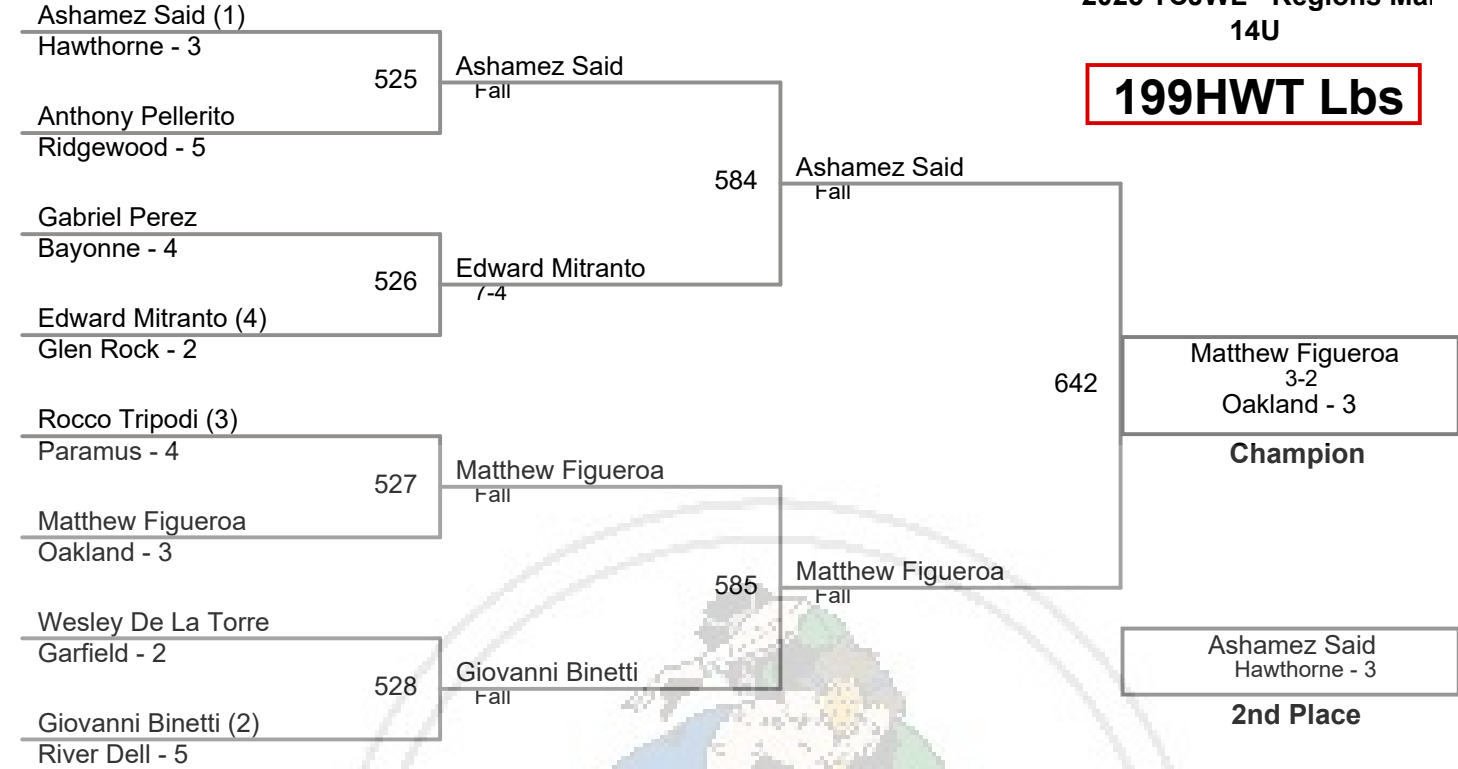 14U
199HWT Lbs
Ashamez Said (1)
Hawthorne - 3
525
Anthony Pellerito
Ridgewood - 5
Ashamez Said
Fall
Gabriel Perez
Bayonne - 4
526
Edward Mitranto (4)
Glen Rock - 2
Edward Mitranto
7-4
584
Ashamez Said
Fall
Rocco Tripodi (3)
Paramus - 4
527
Matthew Figueroa
Oakland - 3
Matthew Figueroa
Fall
Wesley De La Torre
Garfield - 2
528
Giovanni Binetti (2)
River Dell - 5
Giovanni Binetti
Fall
585
Matthew Figueroa
Fall
642
Matthew Figueroa
3-2
Oakland - 3
Champion
Ashamez Said
Hawthorne - 3
2nd Place